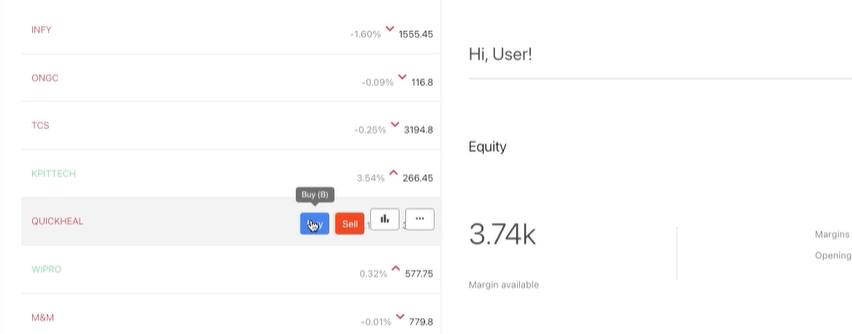 INFY -1.60% 1555.45
ONGC -0.09% 116.8
TCS -0.25% 3194.8
KPITTECH 3.54% 266.45
Buy (B)
QUICKHEAL Sell ...
WIPRO 0.32% 577.75
M&M -0.01% 779.8
Hi, User!
Equity
3.74k
Margin available
Margins
Opening